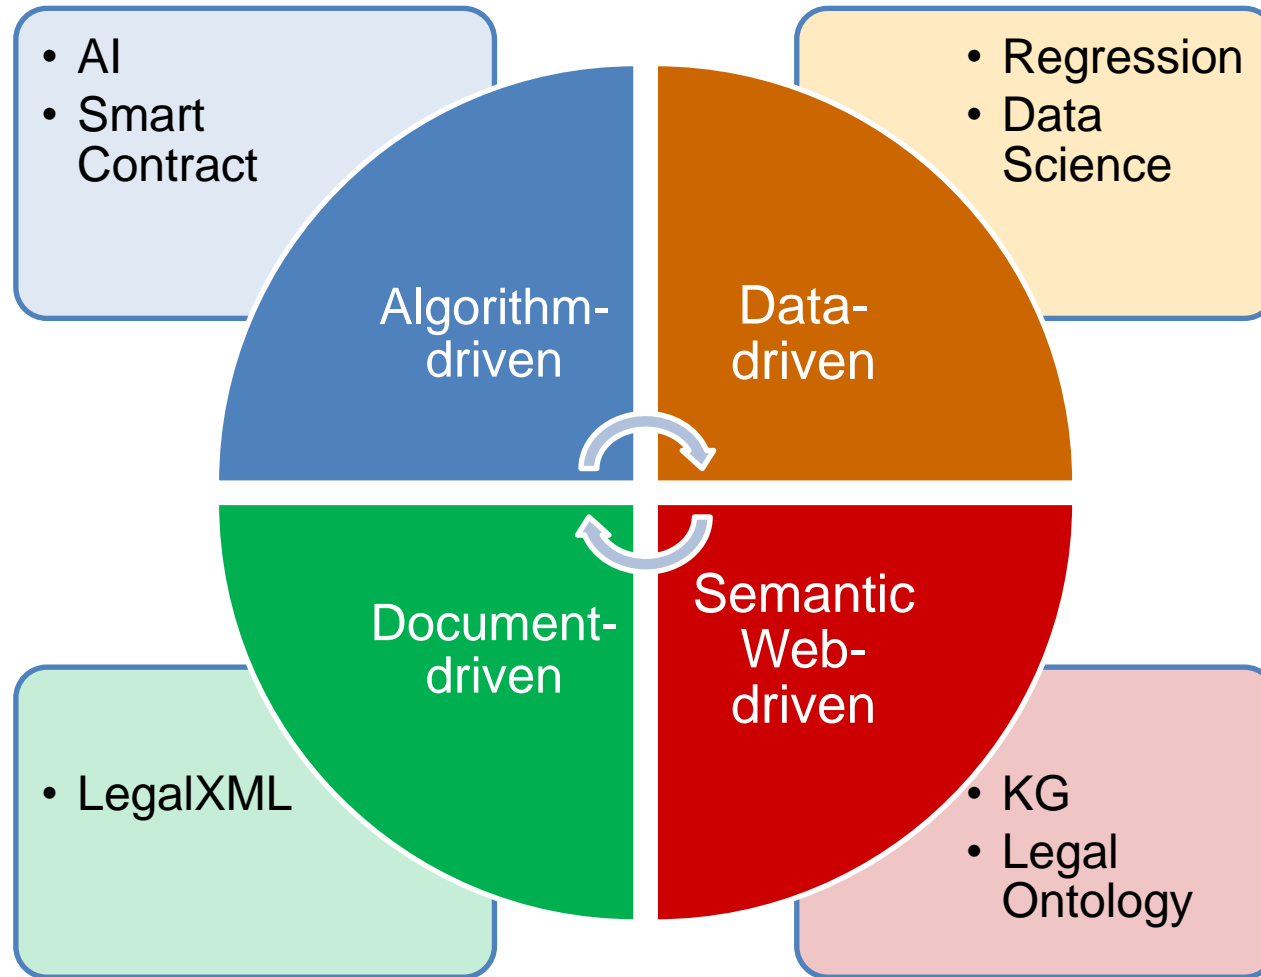 • AI
• Smart
Contract
• Regression
• Data
Science
Algorithm-
driven
Data-
driven
Document-
driven
Semantic
Web-
driven
• LegalXML
• KG
• Legal
Ontology